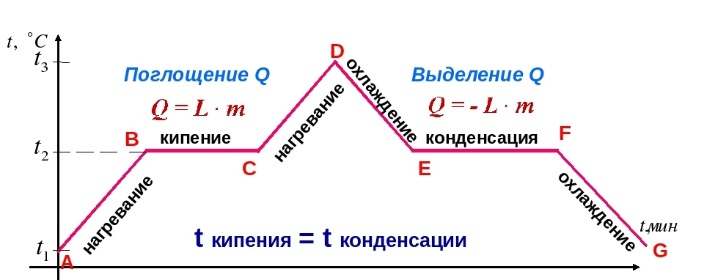 t, °C
t3
D
Поглощение Q
Выделение Q
Q = L · m
Q = - L · m
охлаждение
нагревание
B
кипение
конденсация
F
t2
C
E
нагревание
охлаждение
t кипения = t конденсации
t,мин
t1
A
G